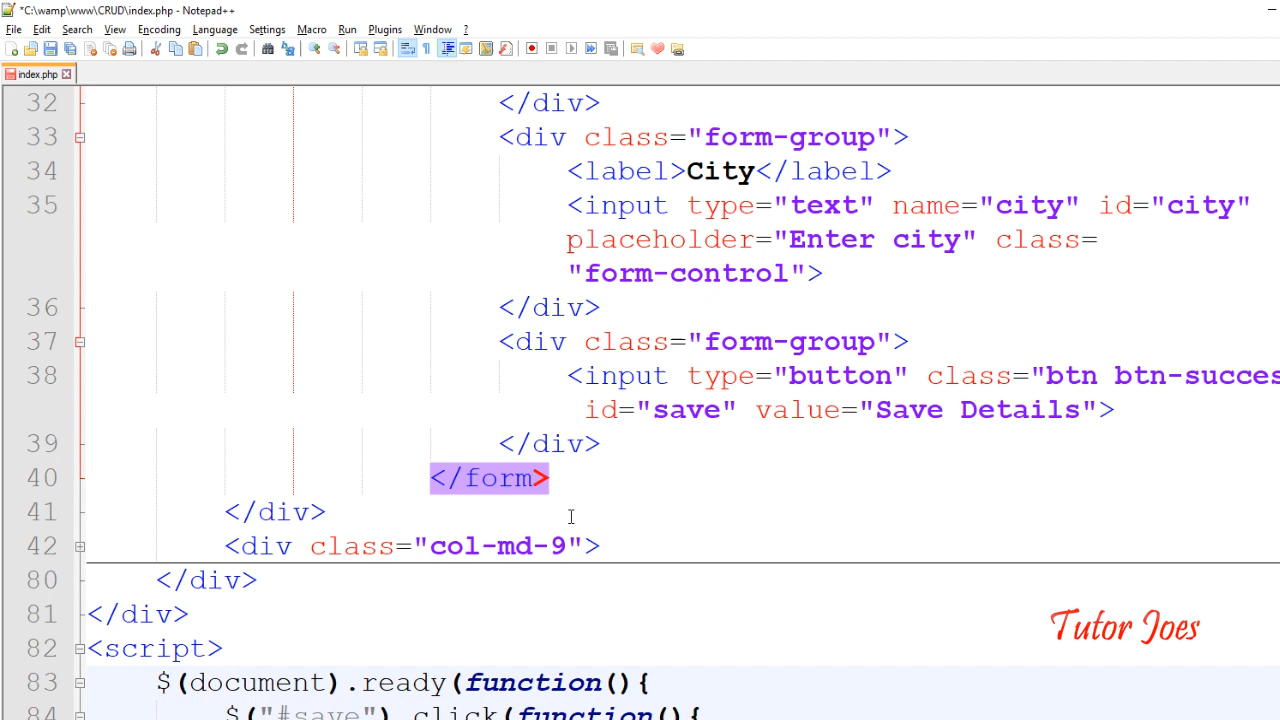 *C:\wamp\www\CRUD\index.php - Notepad++
File Edit Search View Encoding Language Settings Macro Run Plugins Window ?
index.php
32 </div>
33 <div class="form-group">
34 <label>City</label>
35 <input type="text" name="city" id="city"
placeholder="Enter city" class=
"form-control">
36 </div>
37 <div class="form-group">
38 <input type="button" class="btn btn-succes
id="save" value="Save Details">
39 </div>
40 </form>
41 </div>
42 <div class="col-md-9">
80 </div>
81 </div>
Tutor Joes
82 <script>
83 $(document).ready(function(){
84 $("#save").click(function(){